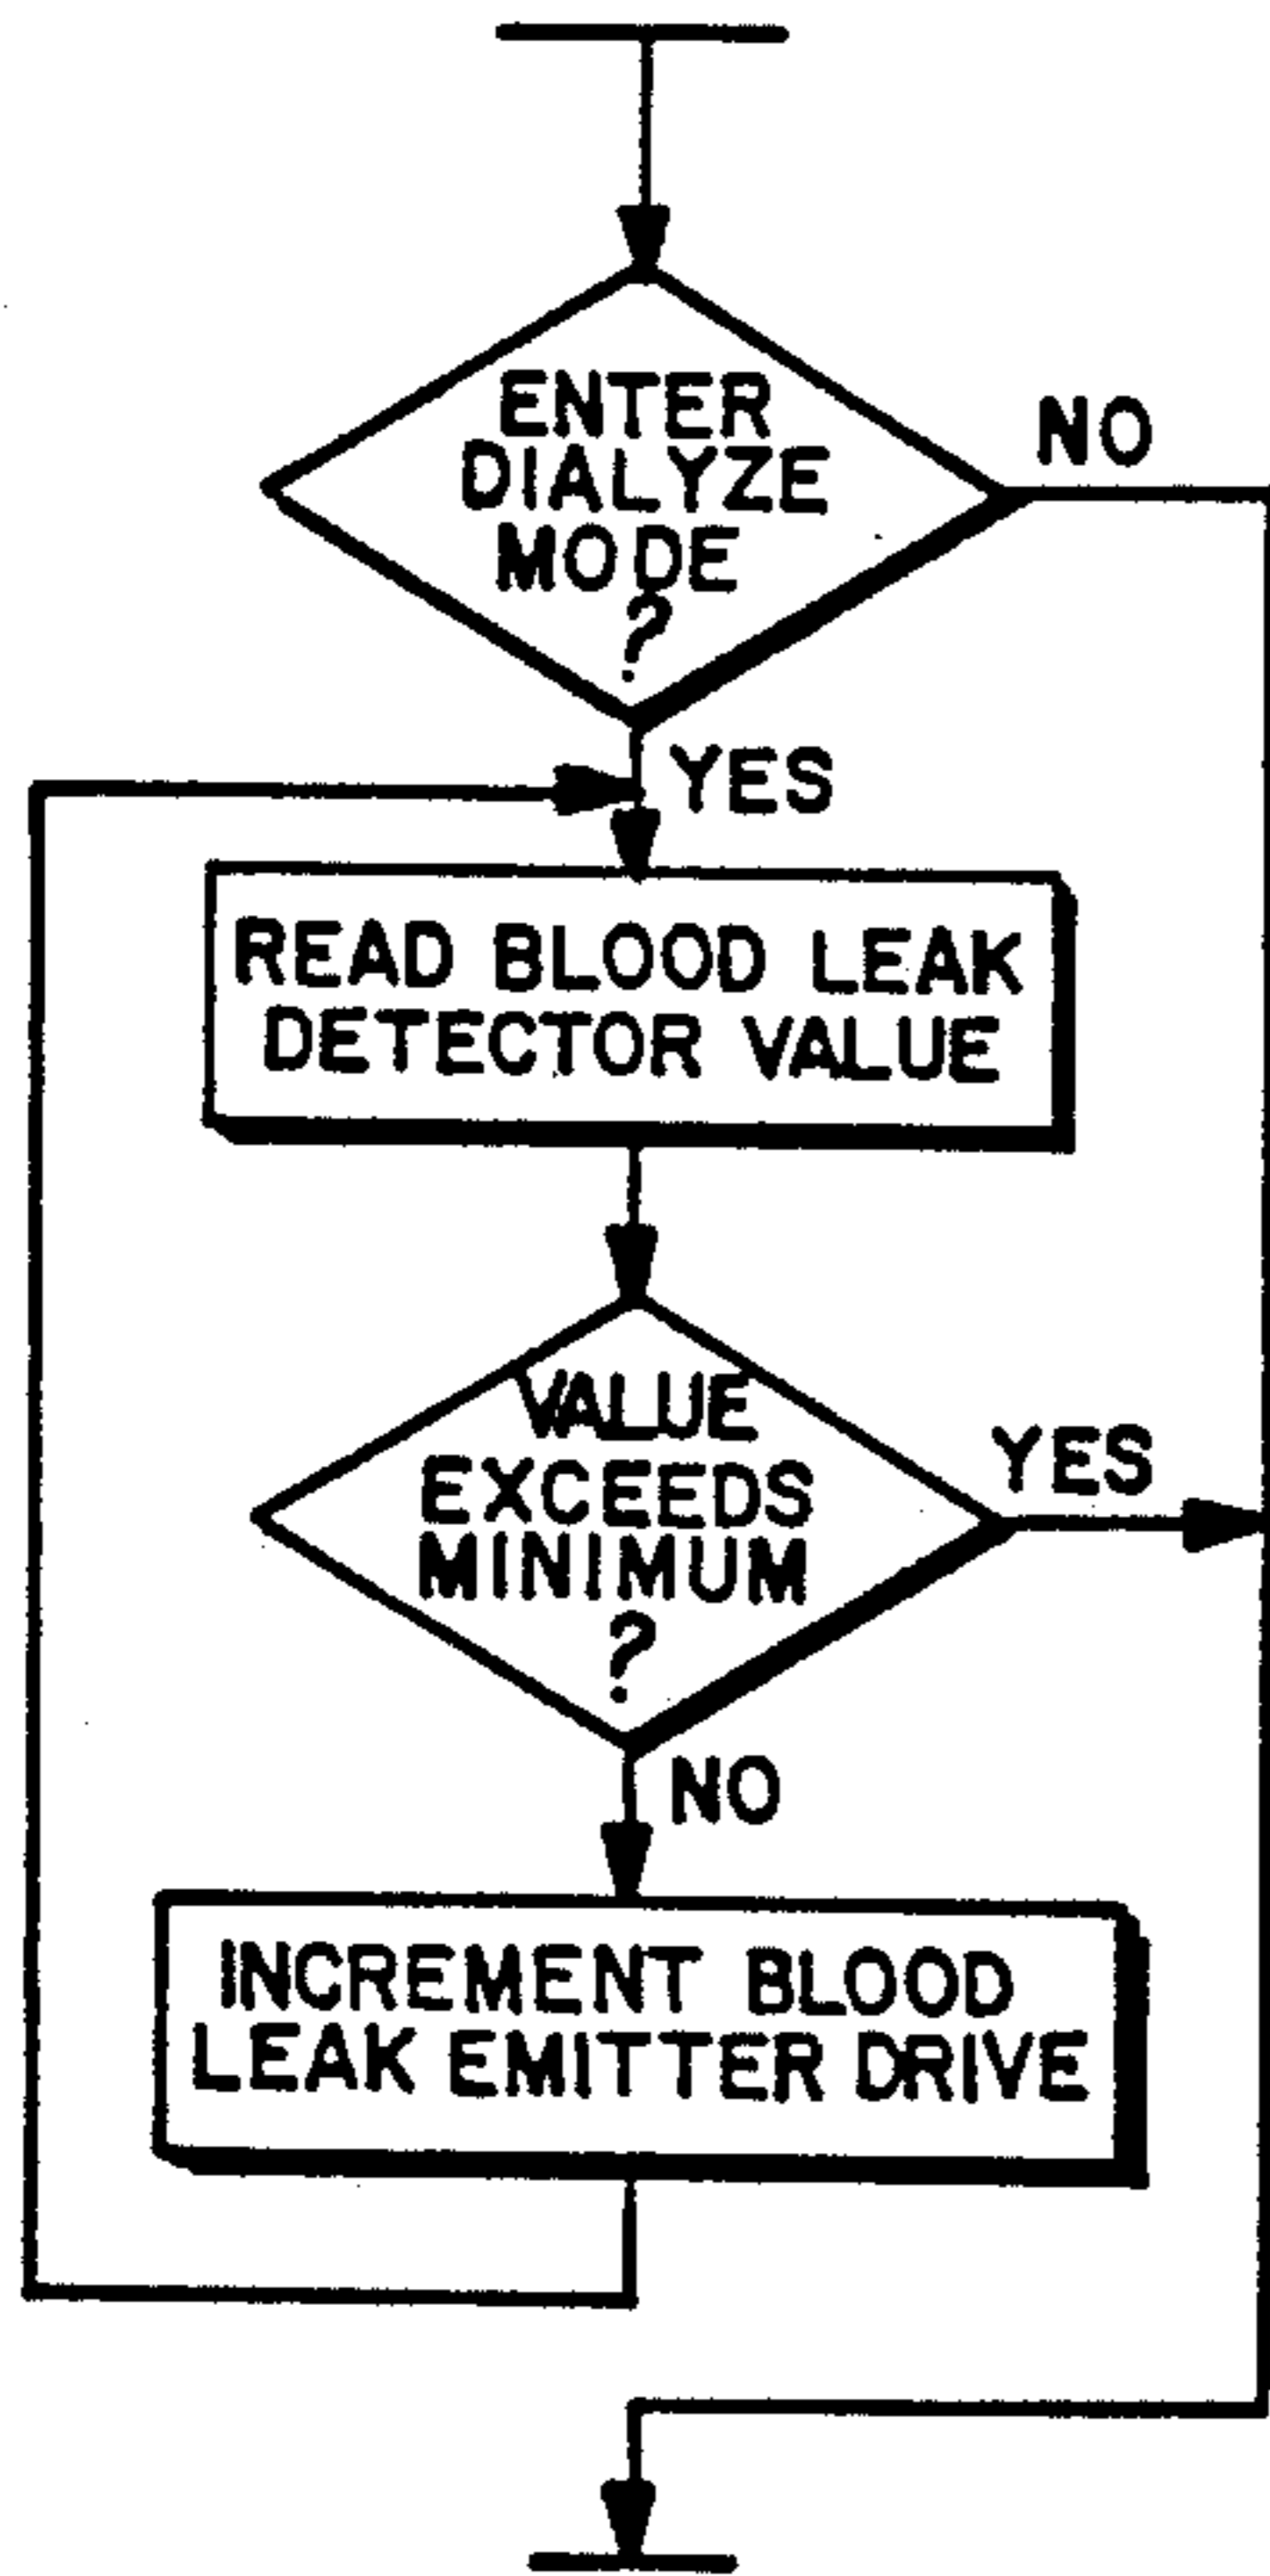 ENTER
DIALYZE
MODE
?
NO
YES
READ BLOOD LEAK
DETECTOR VALUE
VALUE
EXCEEDS
MINIMUM
?
YES
NO
INCREMENT BLOOD
LEAK EMITTER DRIVE